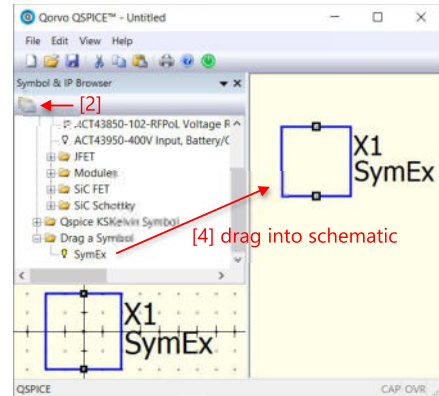 Qorvo QSPICE™ - Untitled
File Edit View Help
Symbol & IP Browser
[2]
ACT43850-102-RFPoL Voltage R
ACT43950-400V Input, Battery/C
JFET
Modules
SiC FET
SiC Schottky
Qspice KSKelvin Symbol
Drag a Symbol
SymEx
[4] drag into schematic
X1
SymEx
X1
SymEx
QSPICE
CAP OVR